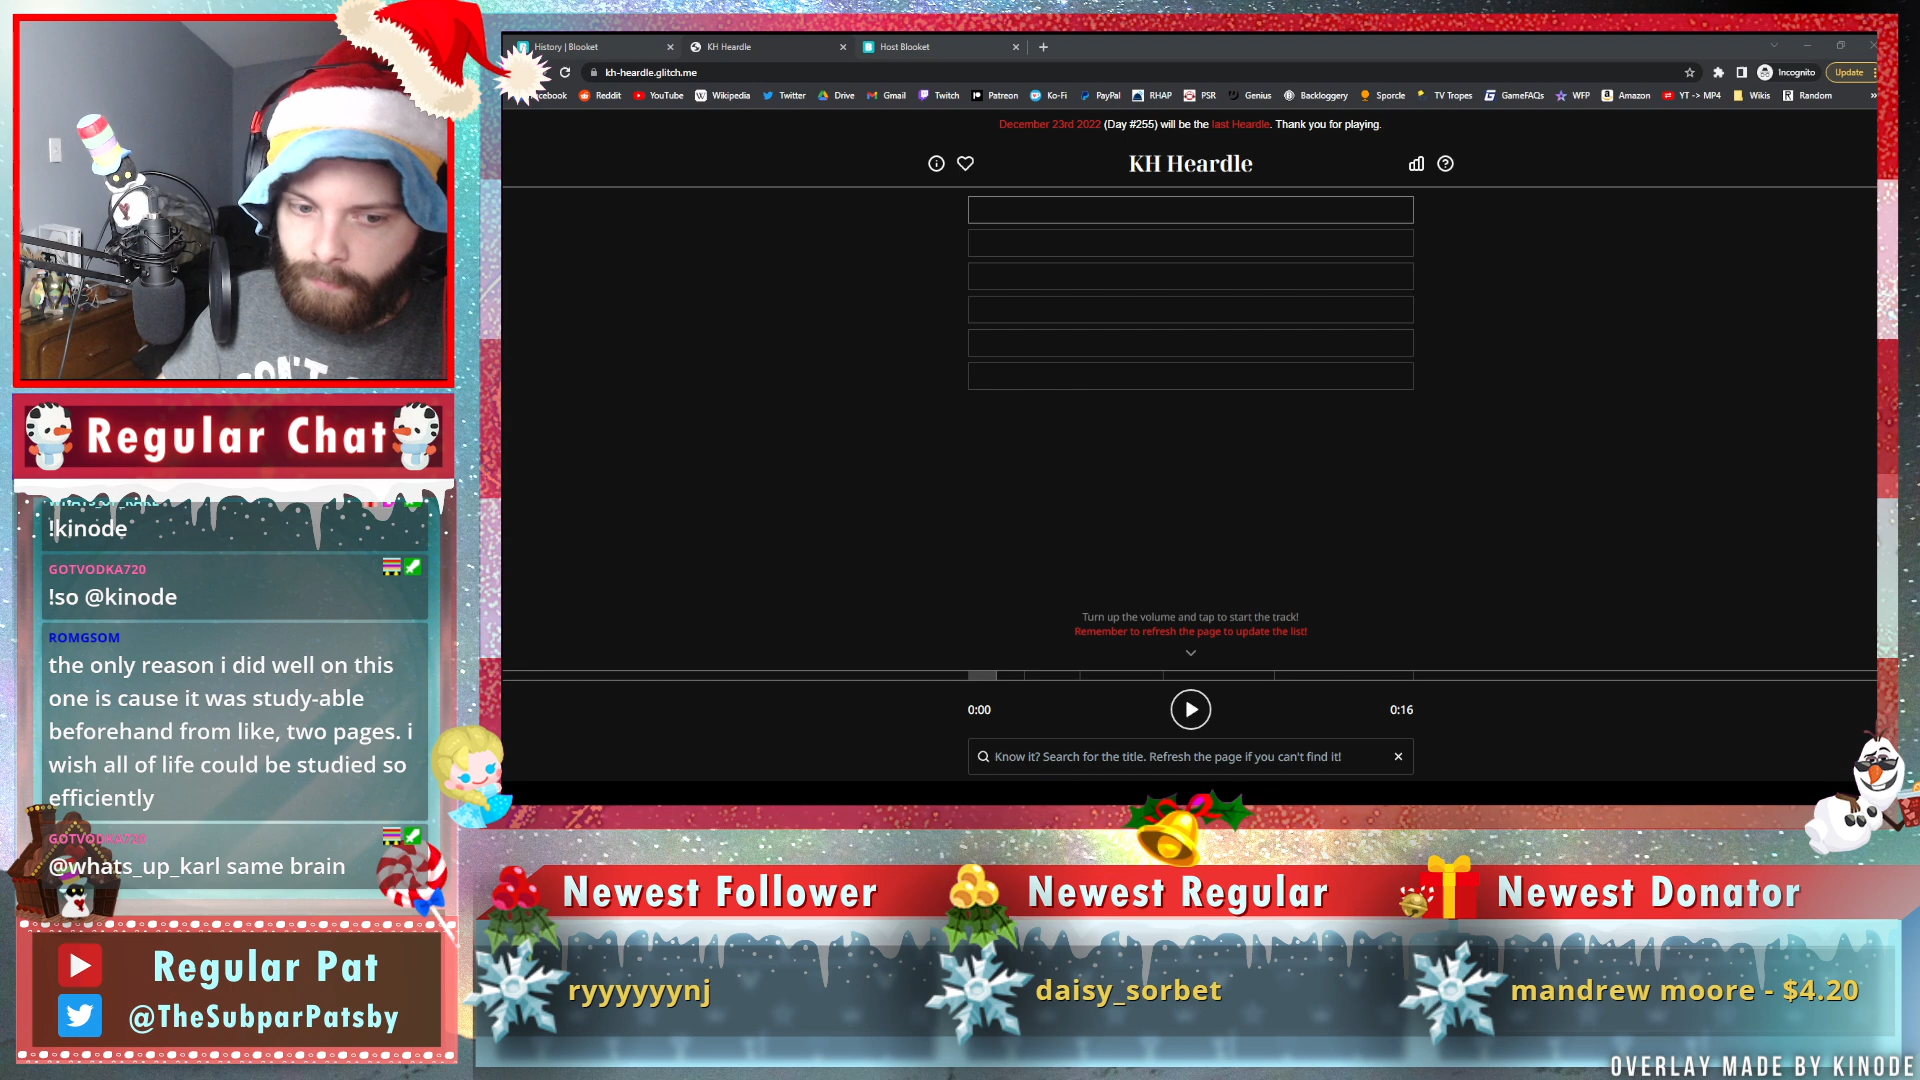 History | Blooket
KH Heardle
Host Blooket
kh-heardle.glitch.me
Incognito
Update
cebook
Reddit
YouTube
Wikipedia
Twitter
Drive
Gmail
Twitch
Patreon
Ko-Fi
PayPal
RHAP
PSR
Genius
Backloggery
Sporcle
TV Tropes
GameFAQs
WFP
Amazon
YT -> MP4
Wikis
Random
December 23rd 2022 (Day #255) will be the last Heardle. Thank you for playing.
KH Heardle
Turn up the volume and tap to start the track!
Remember to refresh the page to update the list!
0:00
0:16
Know it? Search for the title. Refresh the page if you can't find it!
Regular Chat
!kinode
GOTVODKA720
!so @kinode
ROMGSOM
the only reason i did well on this
one is cause it was study-able
beforehand from like, two pages. i
wish all of life could be studied so
efficiently
GOTVODKA720
@whats_up_karl same brain
Regular Pat
@TheSubparPatsby
Newest Follower
Newest Regular
Newest Donator
ryyyyyynj
daisy_sorbet
mandrew moore - $4.20
OVERLAY MADE BY KINODE